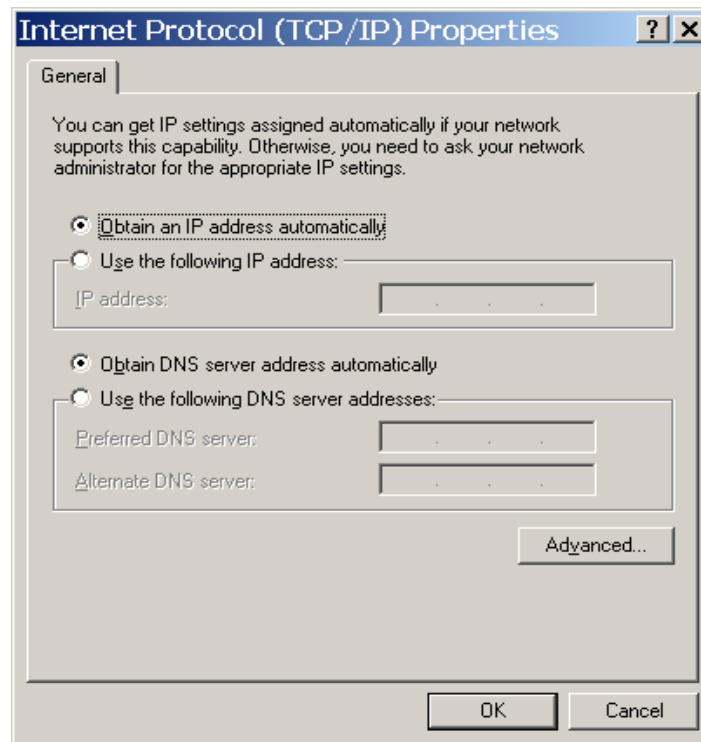 Internet Protocol (TCP/IP) Properties
General
You can get IP settings assigned automatically if your network
supports this capability. Otherwise, you need to ask your network
administrator for the appropriate IP settings.
Obtain an IP address automatically
Use the following IP address:
IP address:
Obtain DNS server address automatically
Use the following DNS server addresses:
Preferred DNS server:
Alternate DNS server:
Advanced...
OK Cancel